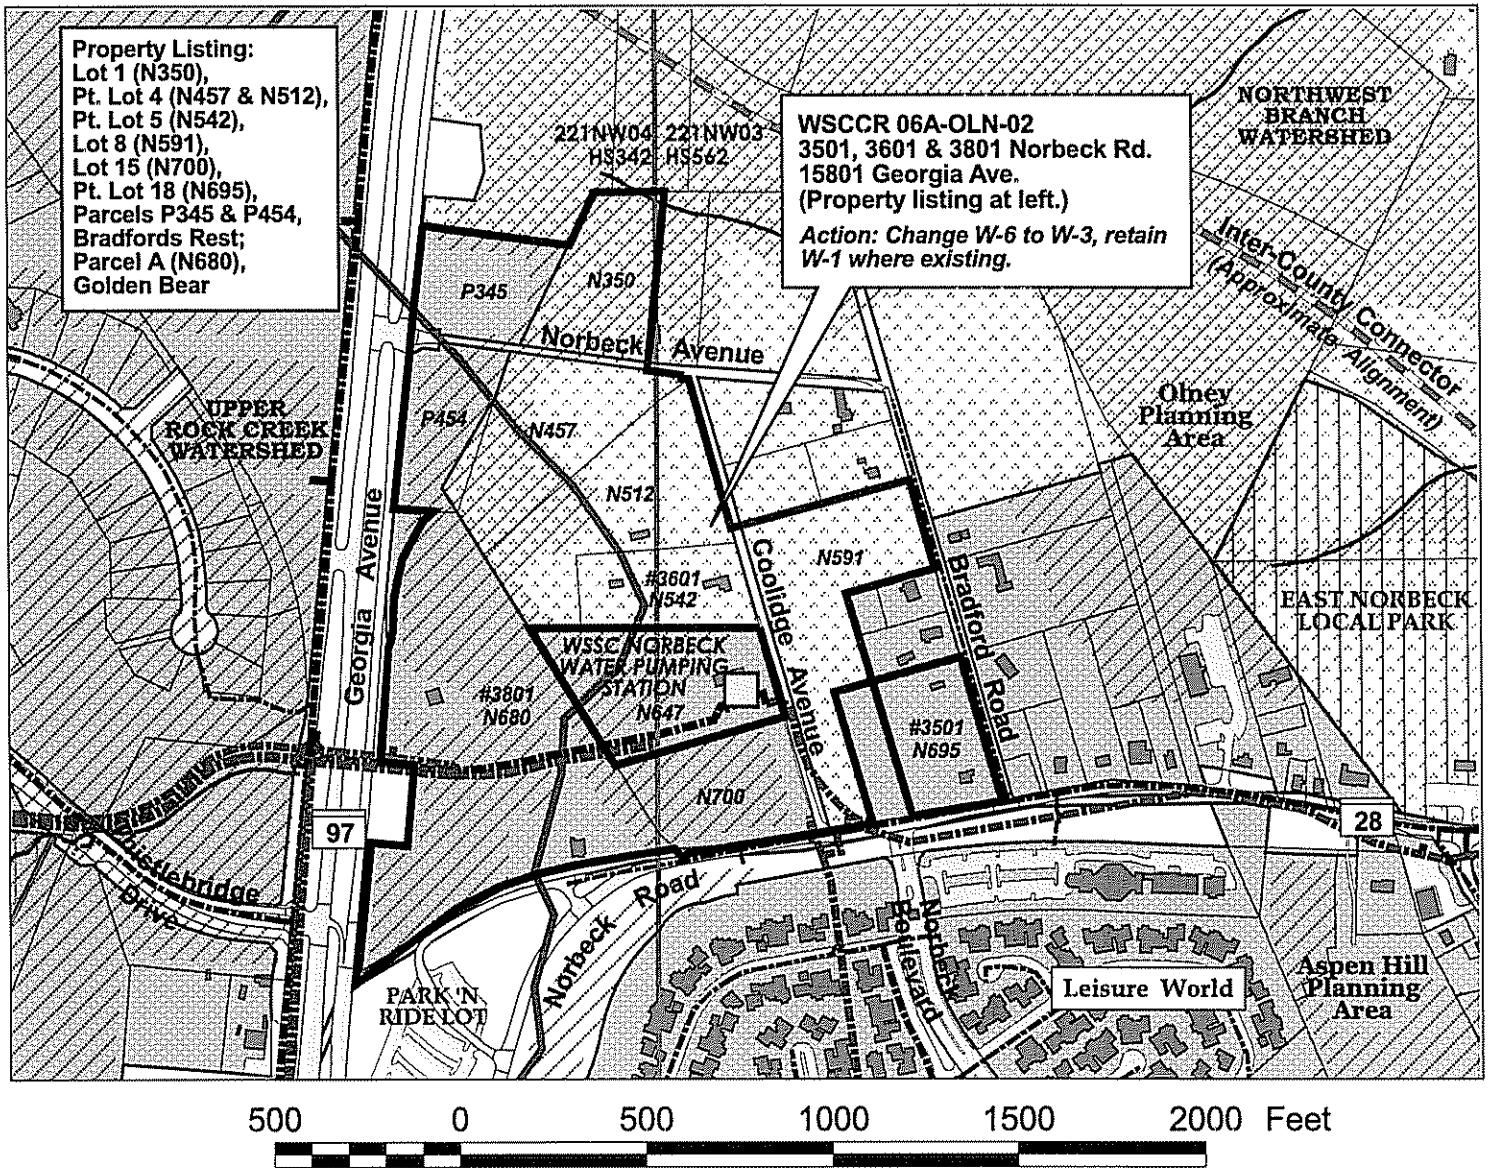 Property Listing:
Lot 1 (N350),
Pt. Lot 4 (N457 & N512),
Pt. Lot 5 (N542),
Lot 8 (N591),
Lot 15 (N700),
Pt. Lot 18 (N695),
Parcels P345 & P454,
Bradfords Rest;
Parcel A (N680),
Golden Bear
221NW04 221NW03
HS342 HS562
WSCCR 06A-OLN-02
3501, 3601 & 3801 Norbeck Rd.
15801 Georgia Ave.
(Property listing at left.)
Action: Change W-6 to W-3, retain
W-1 where existing.
NORTHWEST
BRANCH
WATERSHED
Inter-County Connector
(Approximate Alignment)
P345
N350
Norbeck Avenue
UPPER
ROCK CREEK
WATERSHED
P454
N457
Olney
Planning
Area
N512
Georgia Avenue
Coolidge Avenue
N591
Bradford Road
#3601
N542
EAST NORBECK
LOCAL PARK
WSSC NORBECK
WATER PUMPING
STATION
N647
#3801
N680
#3501
N695
N700
97
28
Thistlebridge
Drive
Norbeck Road
Norbeck
Boulevard
PARK 'N
RIDE LOT
Leisure World
Aspen Hill
Planning
Area
500 0 500 1000 1500 2000 Feet